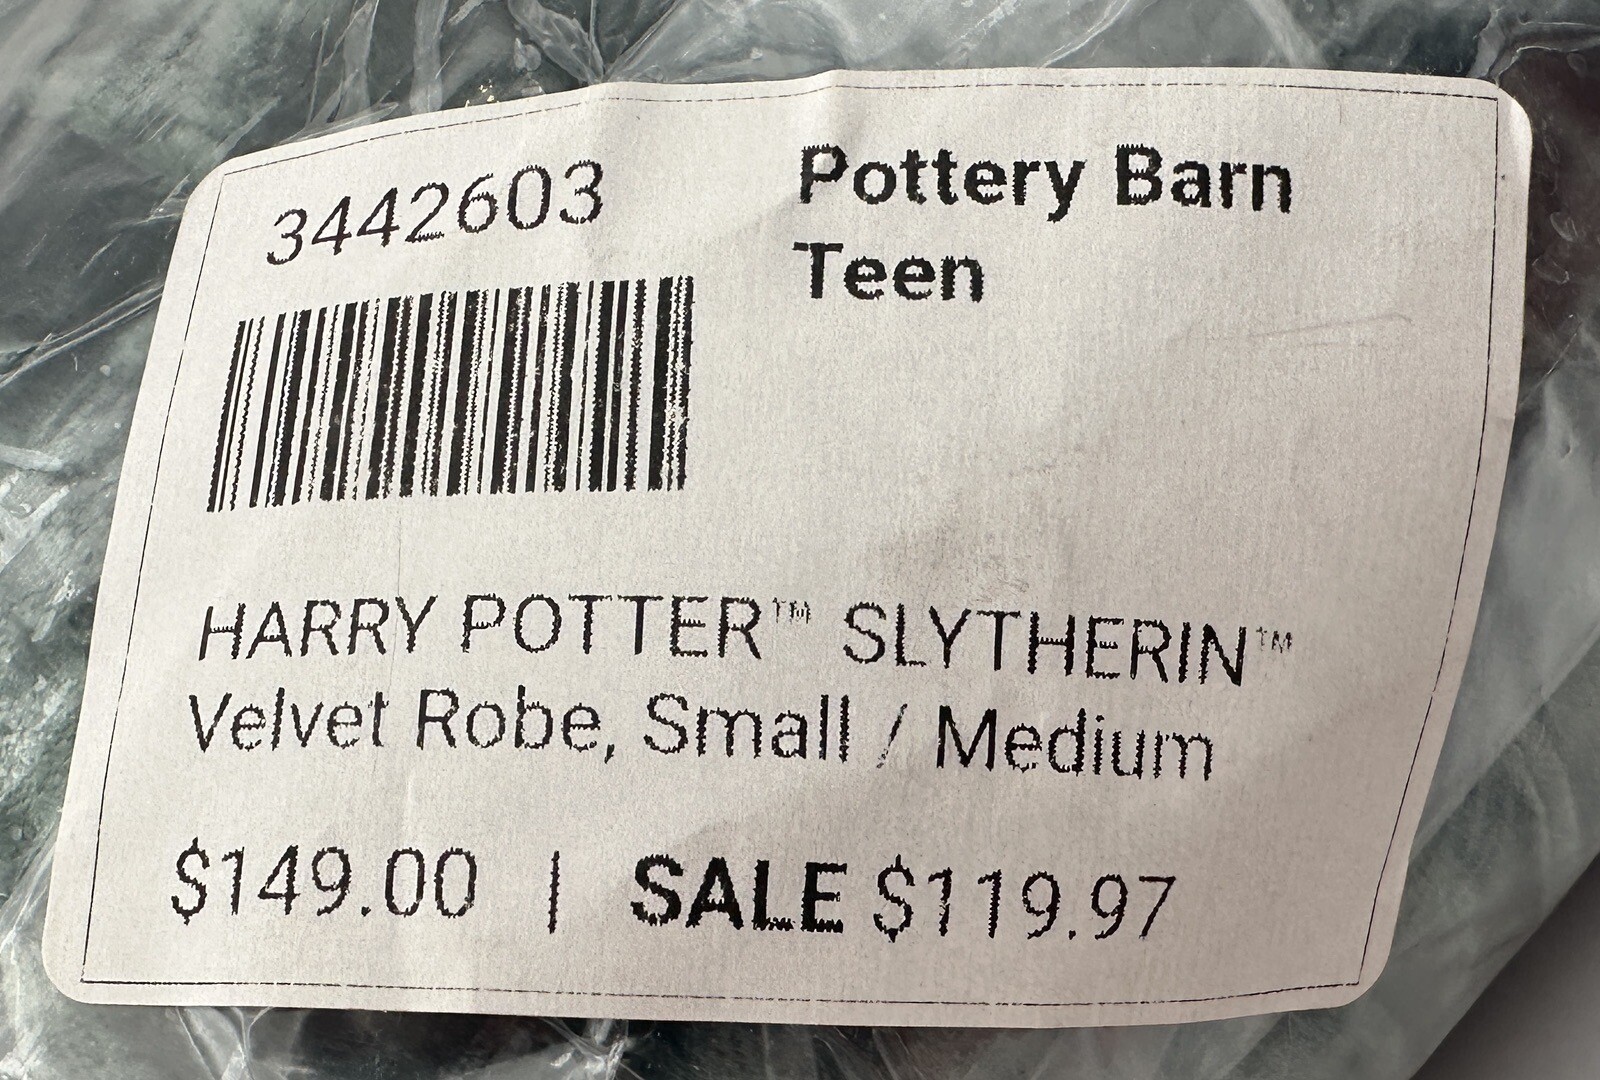 3442603
Pottery Barn
Teen
HARRY POTTER™ SLYTHERIN™
Velvet Robe, Small / Medium
$149.00 | SALE $119.97